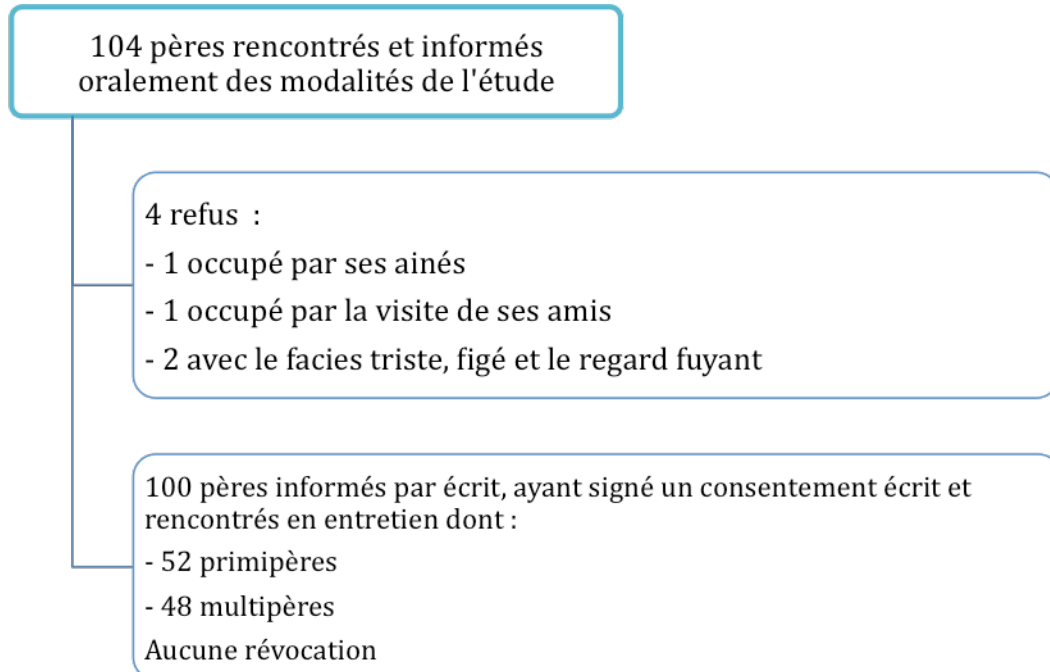 104 pères rencontrés et informés
oralement des modalités de l'étude
4 refus :
- 1 occupé par ses ainés
- 1 occupé par la visite de ses amis
- 2 avec le facies triste, figé et le regard fuyant
100 pères informés par écrit, ayant signé un consentement écrit et
rencontrés en entretien dont :
- 52 primipères
- 48 multipères
Aucune révocation